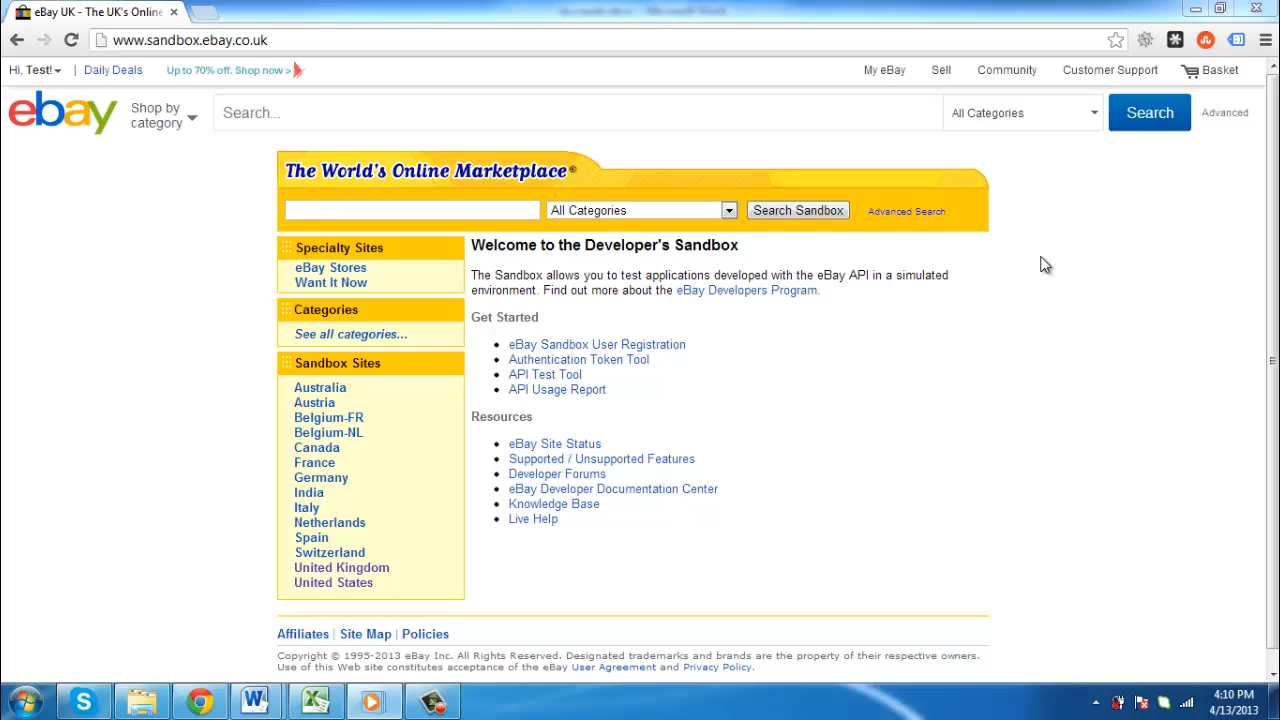 eBay UK - The UK's Online
www.sandbox.ebay.co.uk
Hi, Test! Daily Deals Up to 70% off. Shop now > My eBay Sell Community Customer Support Basket
ebay Shop by category Search... All Categories Search Advanced
The World's Online Marketplace®
All Categories Search Sandbox Advanced Search
Specialty Sites
eBay Stores
Want It Now
Categories
See all categories...
Sandbox Sites
Australia
Austria
Belgium-FR
Belgium-NL
Canada
France
Germany
India
Italy
Netherlands
Spain
Switzerland
United Kingdom
United States
Welcome to the Developer's Sandbox
The Sandbox allows you to test applications developed with the eBay API in a simulated
environment. Find out more about the eBay Developers Program.
Get Started
eBay Sandbox User Registration
Authentication Token Tool
API Test Tool
API Usage Report
Resources
eBay Site Status
Supported / Unsupported Features
Developer Forums
eBay Developer Documentation Center
Knowledge Base
Live Help
Affiliates | Site Map | Policies
Copyright © 1995-2013 eBay Inc. All Rights Reserved. Designated trademarks and brands are the property of their respective owners.
Use of this Web site constitutes acceptance of the eBay User Agreement and Privacy Policy.
4:10 PM
4/13/2013